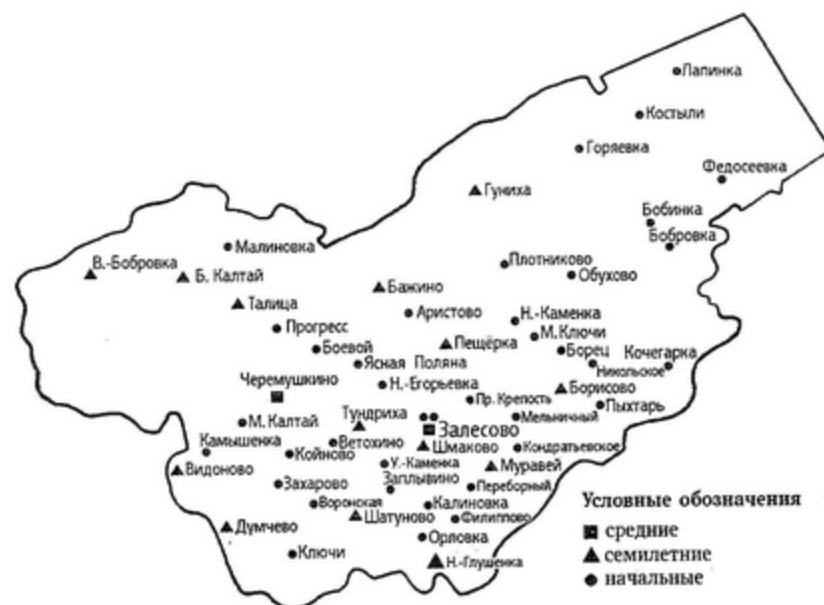 Лапинка
Костыли
Горяевка
Федосеевка
Гуниха
Бобинка
Бобровка
Малиновка
В.-Бобровка
Б. Калтай
Плотниково
Обухово
Бажино
Талица
Аристово
Н.-Каменка
Прогресс
М. Ключи
Пещёрка
Боевой
Борец
Кочегарка
Ясная Поляна
Никольское
Черемушкино
Н.-Егорьевка
Борисово
Пр. Крепость
Пыхтарь
Тундриха
Мельничный
М. Калтай
Залесово
Камышенка
Ветохино
Шмаково
Кондратьевское
Койново
У.-Каменка
Муравей
Видоново
Заплывино
Захарово
Переборный
Воронская
Калиновка
Условные обозначения
Шатуново
Филиппово
Думчево
средние
Орловка
Ключи
семилетние
Н.-Глушенка
начальные